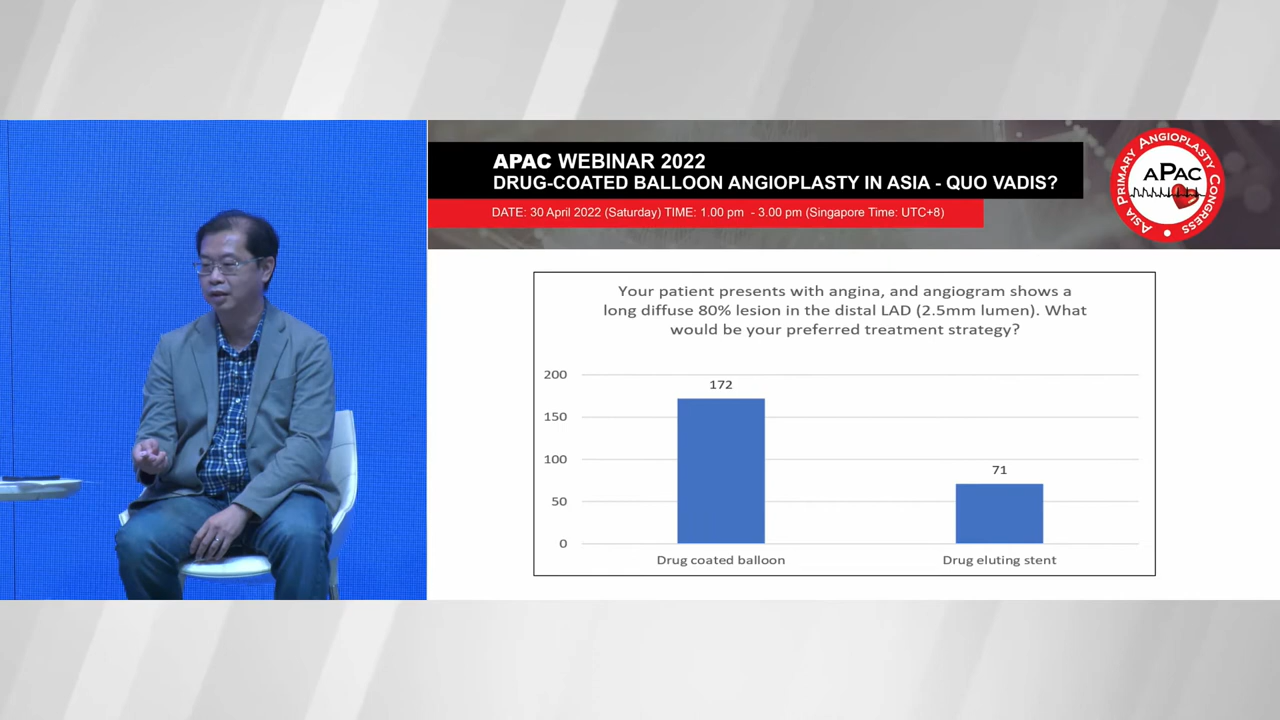 APAC WEBINAR 2022
DRUG-COATED BALLOON ANGIOPLASTY IN ASIA - QUO VADIS?
DATE: 30 April 2022 (Saturday) TIME: 1.00 pm - 3.00 pm (Singapore Time: UTC+8)
ASIA PRIMARY ANGIOPLASTY CONGRESS
APAC
Your patient presents with angina, and angiogram shows a
long diffuse 80% lesion in the distal LAD (2.5mm lumen). What
would be your preferred treatment strategy?
200
150
100
50
0
172
71
Drug coated balloon
Drug eluting stent